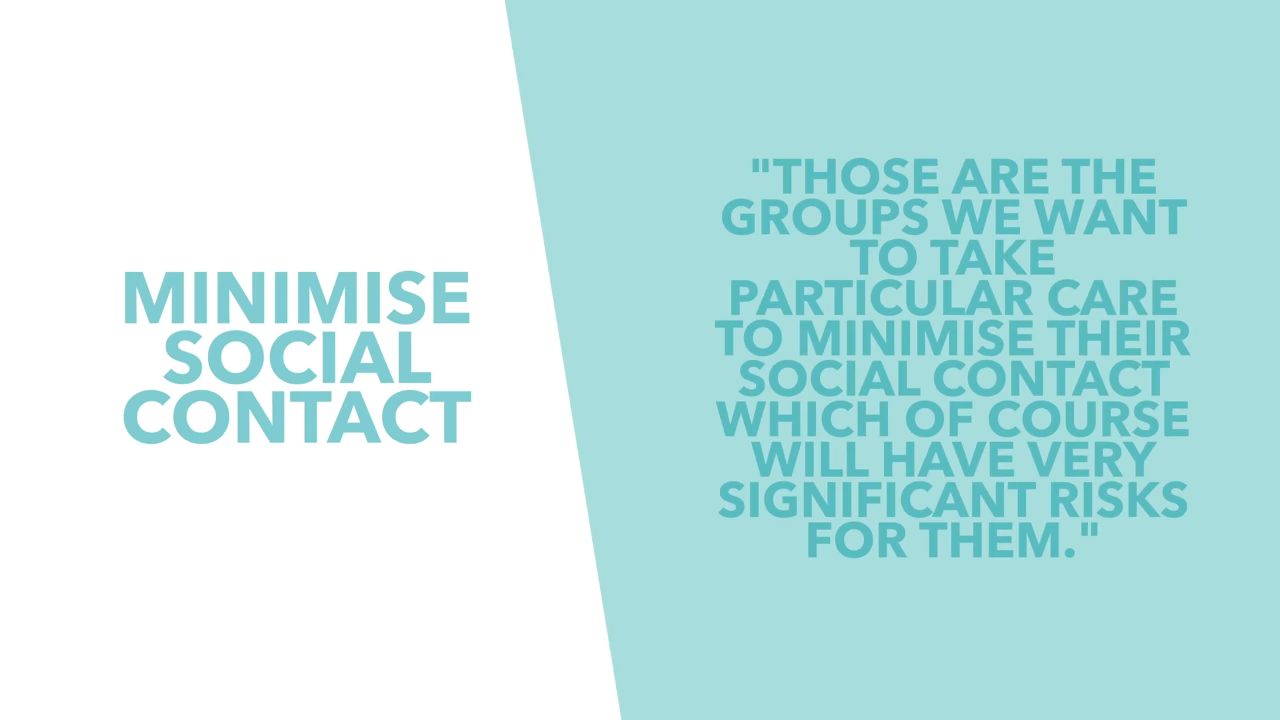 MINIMISE
SOCIAL
CONTACT
"THOSE ARE THE
GROUPS WE WANT
TO TAKE
PARTICULAR CARE
TO MINIMISE THEIR
SOCIAL CONTACT
WHICH OF COURSE
WILL HAVE VERY
SIGNIFICANT RISKS
FOR THEM."